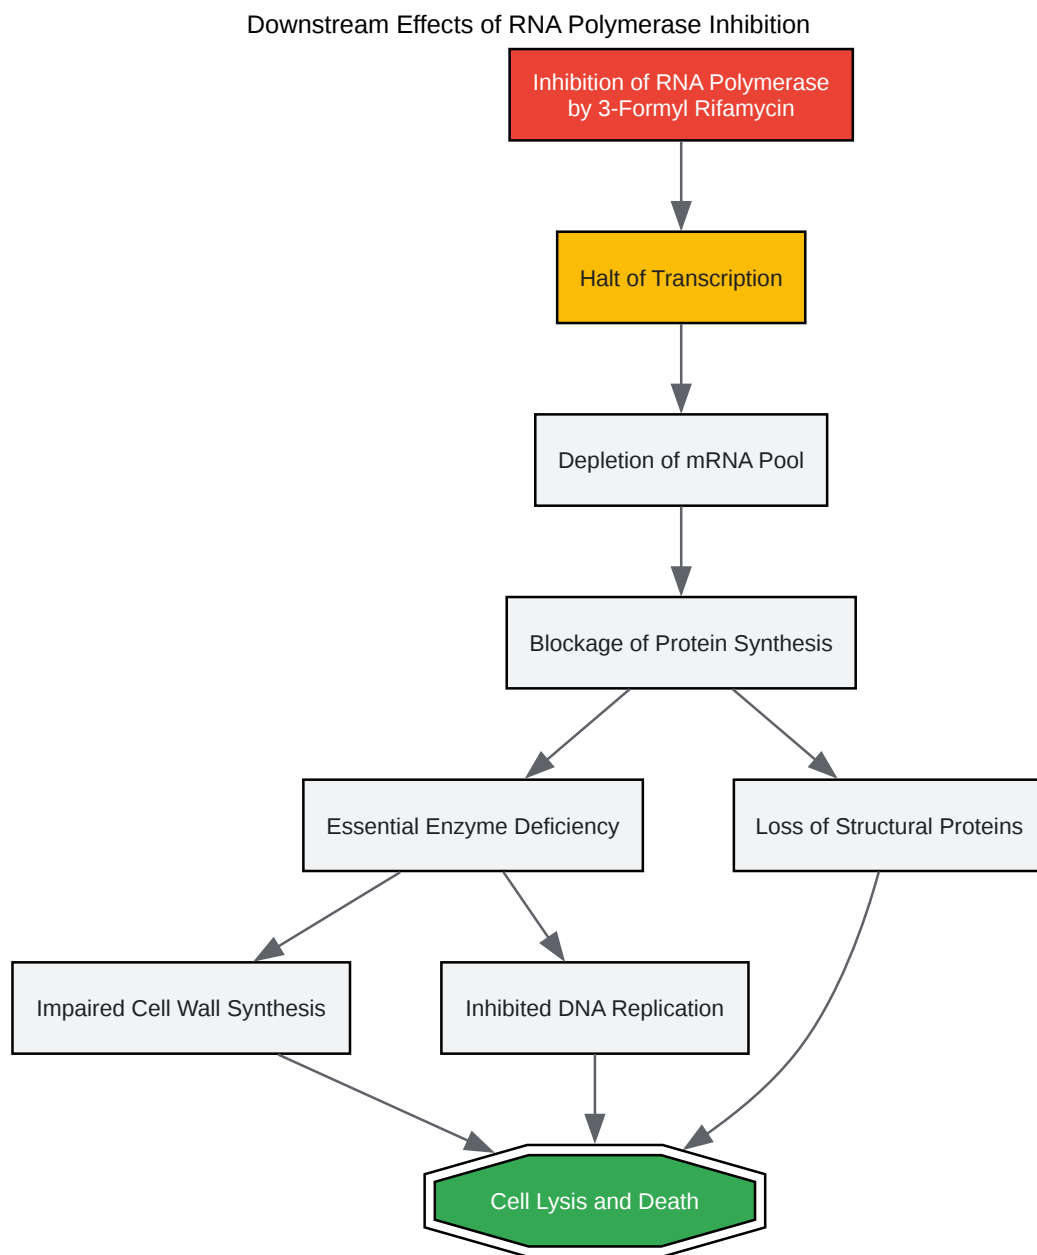 Downstream Effects of RNA Polymerase Inhibition
Inhibition of RNA Polymerase
by 3-Formyl Rifamycin
Halt of Transcription
Depletion of mRNA Pool
Blockage of Protein Synthesis
Essential Enzyme Deficiency
Loss of Structural Proteins
Impaired Cell Wall Synthesis
Inhibited DNA Replication
Cell Lysis and Death